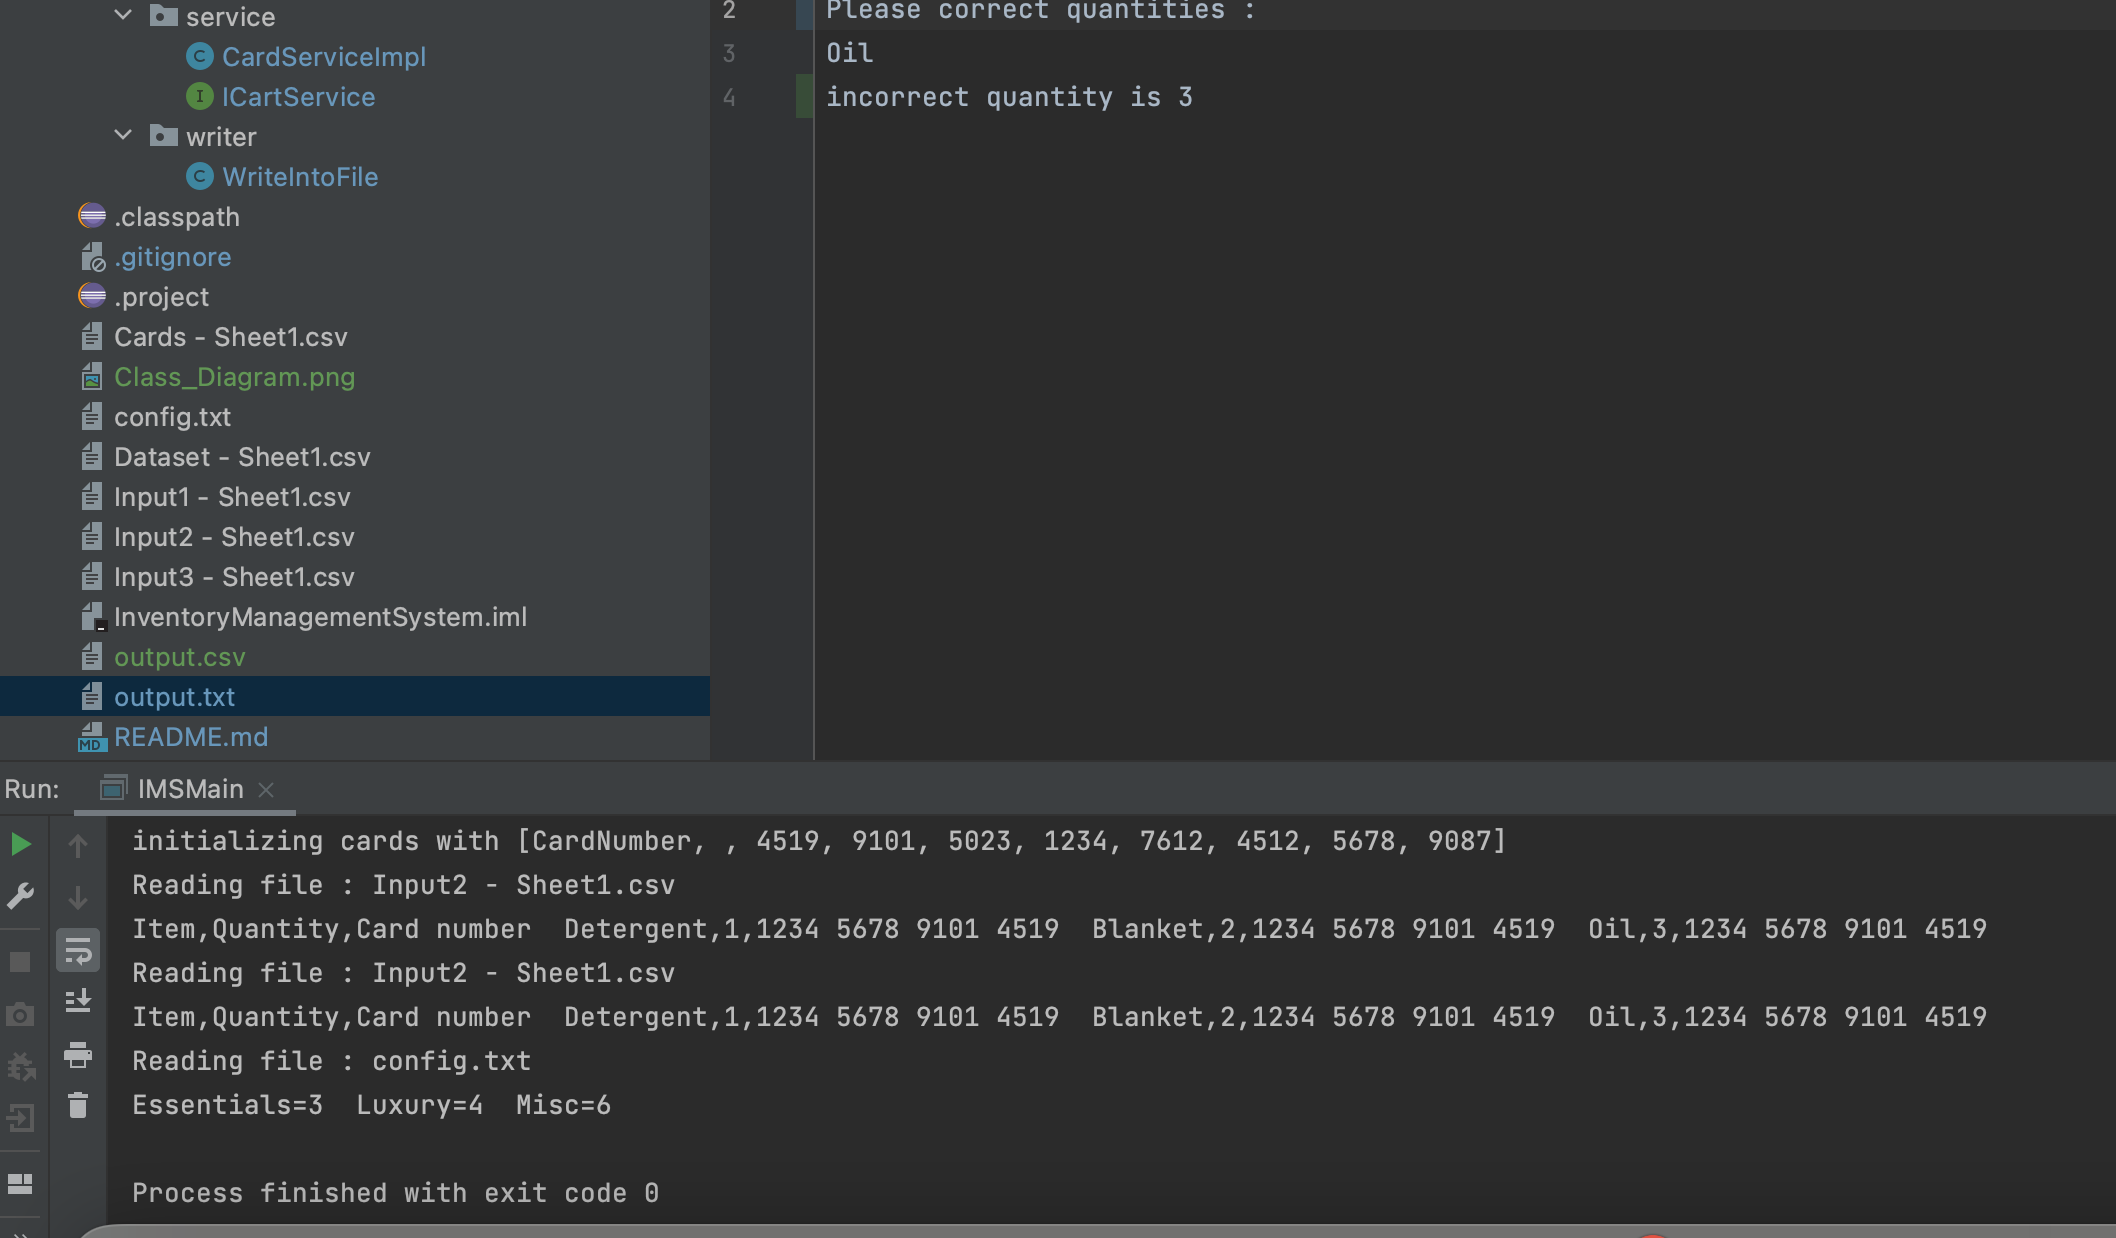 service
CardServiceImpl
ICartService
writer
WriteIntoFile
.classpath
.gitignore
.project
Cards - Sheet1.csv
Class_Diagram.png
config.txt
Dataset - Sheet1.csv
Input1 - Sheet1.csv
Input2 - Sheet1.csv
Input3 - Sheet1.csv
InventoryManagementSystem.iml
output.csv
output.txt
README.md
2 Please correct quantities :
3 Oil
4 incorrect quantity is 3
Run: IMSMain
initializing cards with [CardNumber, , 4519, 9101, 5023, 1234, 7612, 4512, 5678, 9087]
Reading file : Input2 - Sheet1.csv
Item,Quantity,Card number  Detergent,1,1234 5678 9101 4519  Blanket,2,1234 5678 9101 4519  Oil,3,1234 5678 9101 4519
Reading file : Input2 - Sheet1.csv
Item,Quantity,Card number  Detergent,1,1234 5678 9101 4519  Blanket,2,1234 5678 9101 4519  Oil,3,1234 5678 9101 4519
Reading file : config.txt
Essentials=3  Luxury=4  Misc=6
Process finished with exit code 0